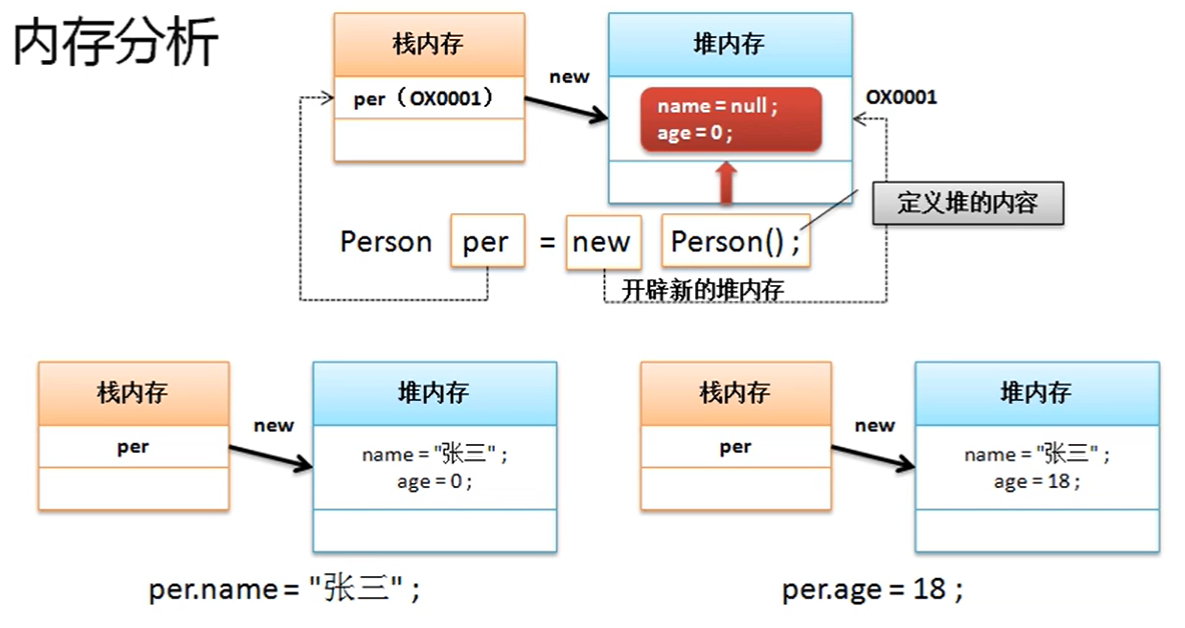 内存分析
栈内存
堆内存
new
per（OX0001）
OX0001
name = null ;
age = 0 ;
定义堆的内容
Person per = new Person() ;
开辟新的堆内存
栈内存
堆内存
new
per
name = "张三" ;
age = 0 ;
per.name = "张三" ;
栈内存
堆内存
new
per
name = "张三" ;
age = 18 ;
per.age = 18 ;